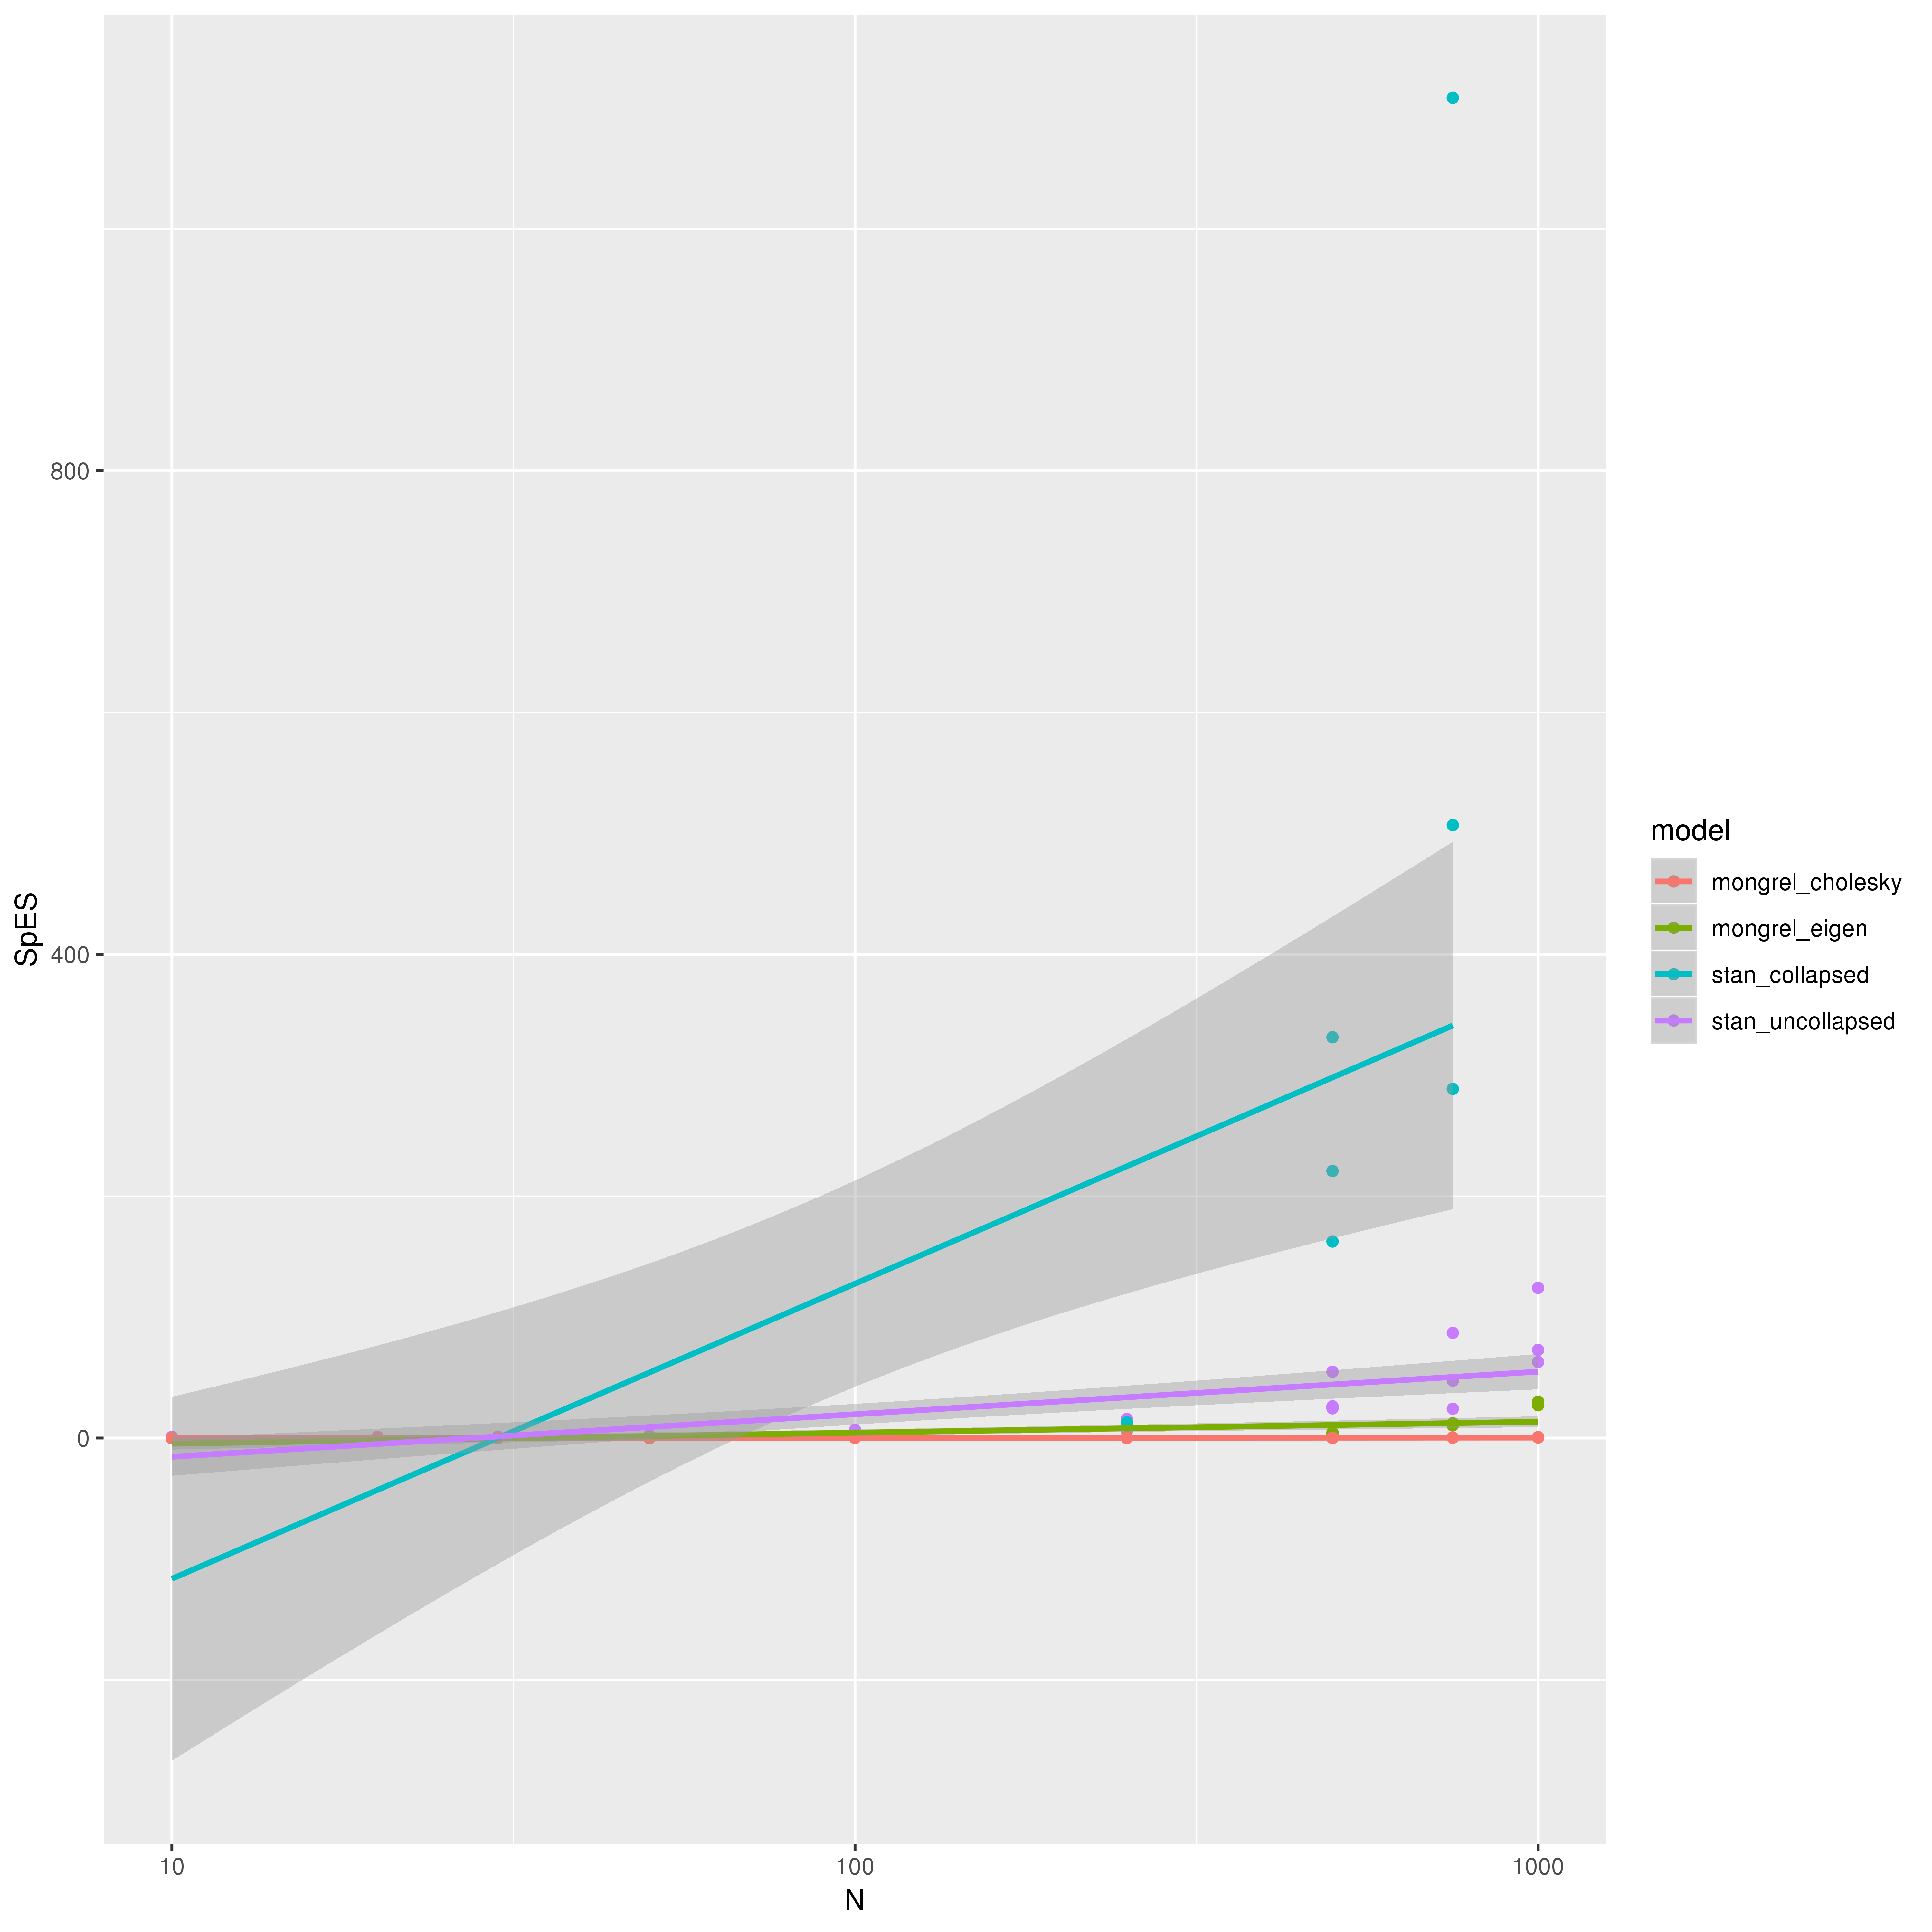 SpES
800
400
0
10
100
1000
N
model
mongrel_cholesky
mongrel_eigen
stan_collapsed
stan_uncollapsed